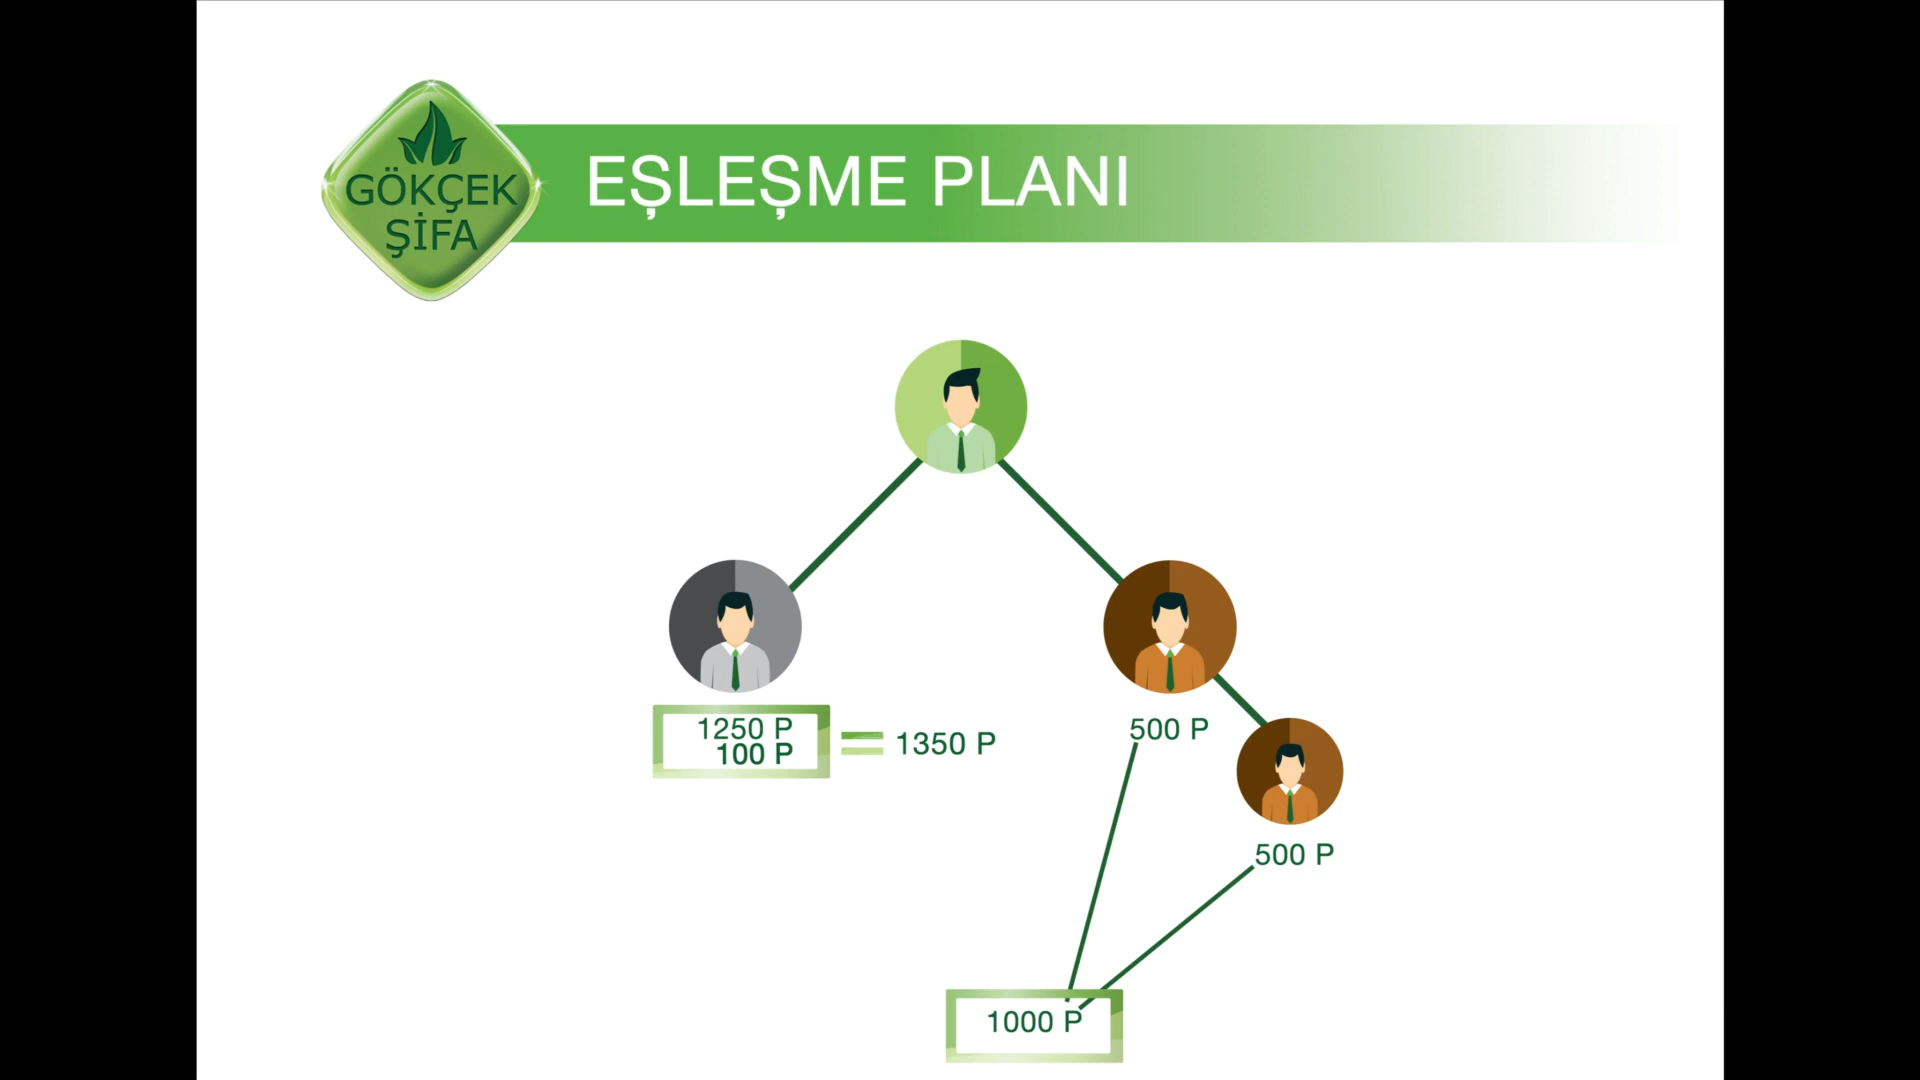 GÖKÇEK
ŞİFA
EŞLEŞME PLANI
1250 P
100 P
1350 P
500 P
500 P
1000 P